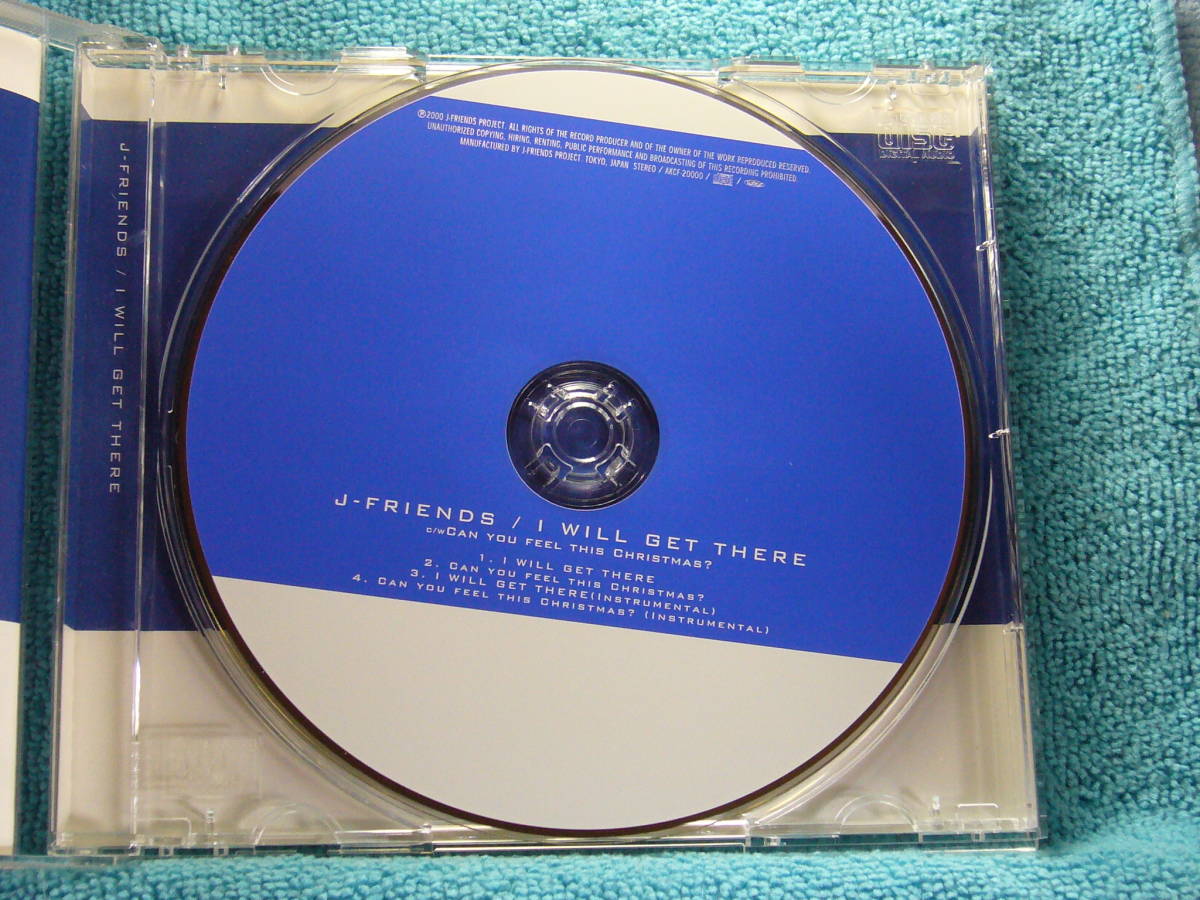 J-FRIENDS / I WILL GET THERE
℗2000 J-FRIENDS PROJECT. ALL RIGHTS OF THE RECORD PRODUCER AND OF THE OWNER OF THE WORK REPRODUCED RESERVED.
UNAUTHORIZED COPYING, HIRING, RENTING, PUBLIC PERFORMANCE AND BROADCASTING OF THIS RECORDING PROHIBITED.
MANUFACTURED BY J-FRIENDS PROJECT. TOKYO, JAPAN STEREO / AKCF-20000 / /
DISC
DIGITAL AUDIO
J-FRIENDS / I WILL GET THERE
C/W CAN YOU FEEL THIS CHRISTMAS?
1. I WILL GET THERE
2. CAN YOU FEEL THIS CHRISTMAS?
3. I WILL GET THERE(INSTRUMENTAL)
4. CAN YOU FEEL THIS CHRISTMAS? (INSTRUMENTAL)